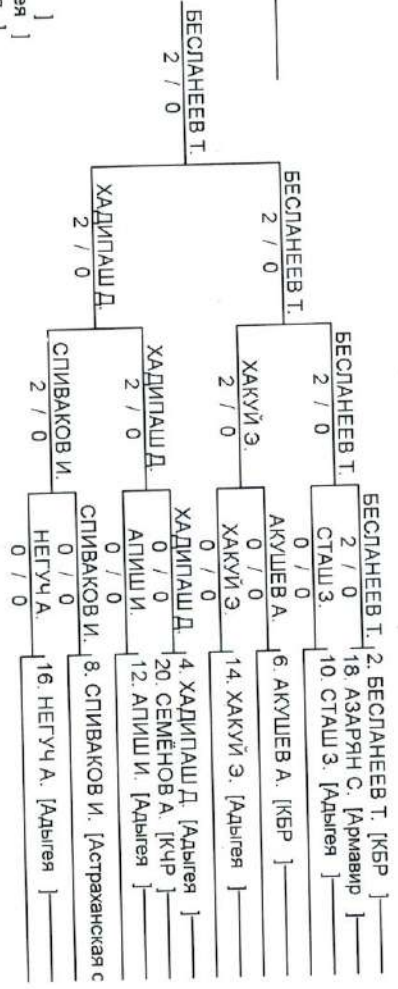 БЕСЛАНЕЕВ Т.
2 / 0
БЕСЛАНЕЕВ Т.
2 / 0
ХАДИПАШ Д.
2 / 0
БЕСЛАНЕЕВ Т.
2 / 0
ХАКУЙ Э.
2 / 0
ХАДИПАШ Д.
2 / 0
СПИВАКОВ И.
2 / 0
БЕСЛАНЕЕВ Т.
2 / 0
СТАШ З.
0 / 0
АКУШЕВ А.
0 / 0
ХАКУЙ Э.
0 / 0
ХАДИПАШ Д.
0 / 0
АПИШ И.
0 / 0
СПИВАКОВ И.
0 / 0
НЕГУЧ А.
0 / 0
2. БЕСЛАНЕЕВ Т. [КБР ]
18. АЗАРЯН С. [Армавир ]
10. СТАШ З. [Адыгея ]
6. АКУШЕВ А. [КБР ]
14. ХАКУЙ Э. [Адыгея ]
4. ХАДИПАШ Д. [Адыгея ]
20. СЕМЁНОВ А. [КЧР ]
12. АПИШ И. [Адыгея ]
8. СПИВАКОВ И. [Астраханская с
16. НЕГУЧ А. [Адыгея ]